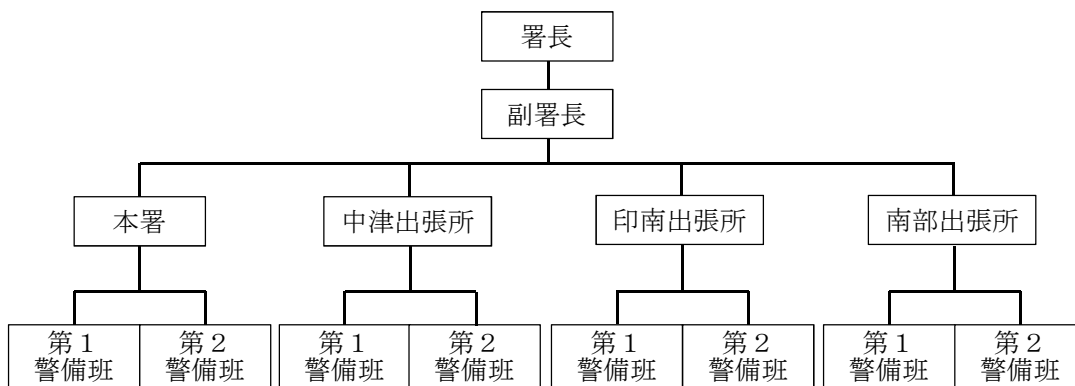 署長
副署長
本署
中津出張所
印南出張所
南部出張所
第１
警備班
第２
警備班
第１
警備班
第２
警備班
第１
警備班
第２
警備班
第１
警備班
第２
警備班